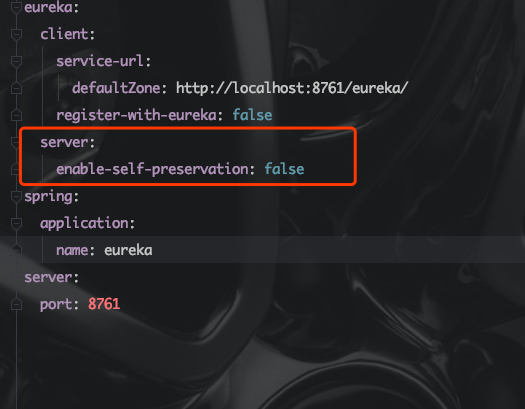 eureka:
  client:
    service-url:
      defaultZone: http://localhost:8761/eureka/
    register-with-eureka: false
  server:
    enable-self-preservation: false
spring:
  application:
    name: eureka
server:
  port: 8761